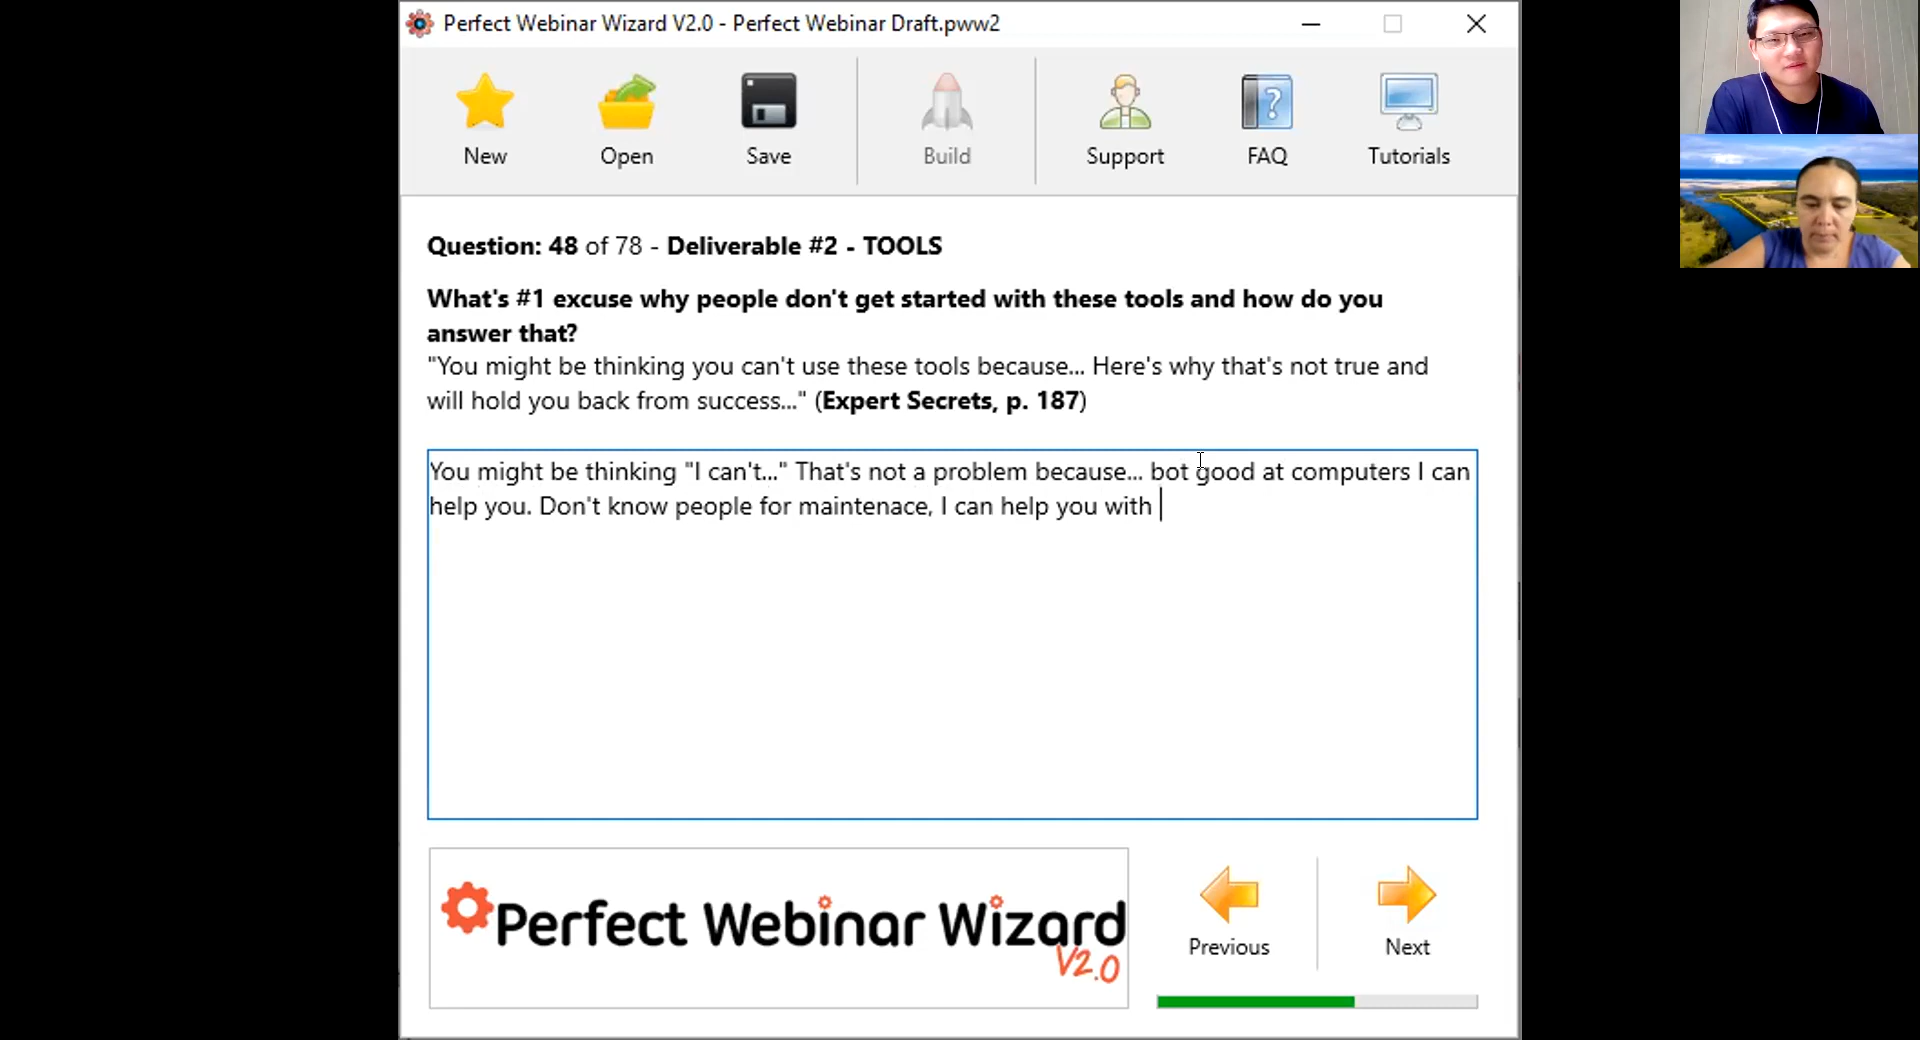 Perfect Webinar Wizard V2.0 - Perfect Webinar Draft.pww2
New Open Save Build Support FAQ Tutorials
Question: 48 of 78 - Deliverable #2 - TOOLS
What's #1 excuse why people don't get started with these tools and how do you
answer that?
"You might be thinking you can't use these tools because... Here's why that's not true and
will hold you back from success..." (Expert Secrets, p. 187)
You might be thinking "I can't..." That's not a problem because... bot good at computers I can
help you. Don't know people for maintenace, I can help you with
Perfect Webinar Wizard
V2.0
Previous Next